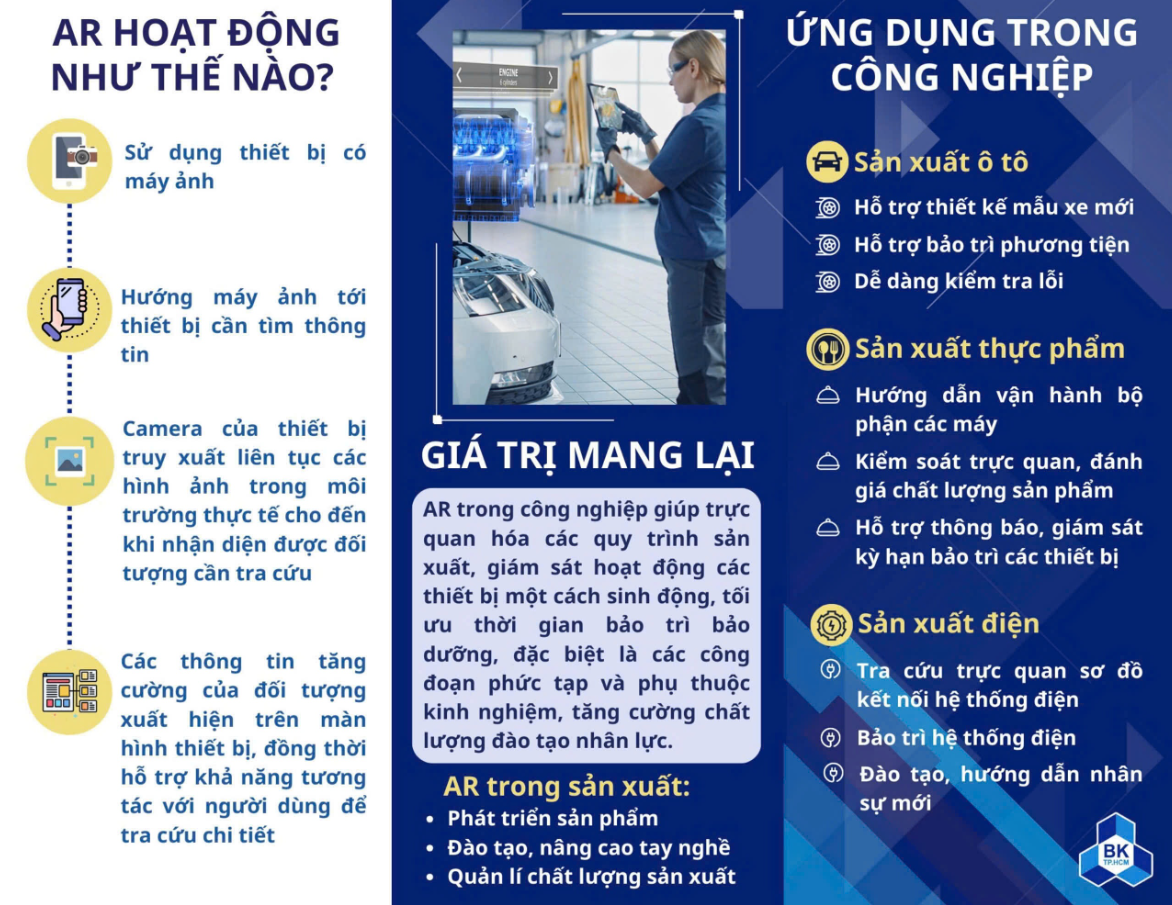 AR HOẠT ĐỘNG
NHƯ THẾ NÀO?
Sử dụng thiết bị có
máy ảnh
Hướng máy ảnh tới
thiết bị cần tìm thông
tin
Camera của thiết bị
truy xuất liên tục các
hình ảnh trong môi
trường thực tế cho đến
khi nhận diện được đối
tượng cần tra cứu
Các thông tin tăng
cường của đối tượng
xuất hiện trên màn
hình thiết bị, đồng thời
hỗ trợ khả năng tương
tác với người dùng để
tra cứu chi tiết
ENGINE
GIÁ TRỊ MANG LẠI
AR trong công nghiệp giúp trực
quan hóa các quy trình sản
xuất, giám sát hoạt động các
thiết bị một cách sinh động, tối
ưu thời gian bảo trì bảo
dưỡng, đặc biệt là các công
đoạn phức tạp và phụ thuộc
kinh nghiệm, tăng cường chất
lượng đào tạo nhân lực.
AR trong sản xuất:
• Phát triển sản phẩm
• Đào tạo, nâng cao tay nghề
• Quản lí chất lượng sản xuất
ỨNG DỤNG TRONG
CÔNG NGHIỆP
Sản xuất ô tô
Hỗ trợ thiết kế mẫu xe mới
Hỗ trợ bảo trì phương tiện
Dễ dàng kiểm tra lỗi
Sản xuất thực phẩm
Hướng dẫn vận hành bộ
phận các máy
Kiểm soát trực quan, đánh
giá chất lượng sản phẩm
Hỗ trợ thông báo, giám sát
kỳ hạn bảo trì các thiết bị
Sản xuất điện
Tra cứu trực quan sơ đồ
kết nối hệ thống điện
Bảo trì hệ thống điện
Đào tạo, hướng dẫn nhân
sự mới
BK
TP.HCM